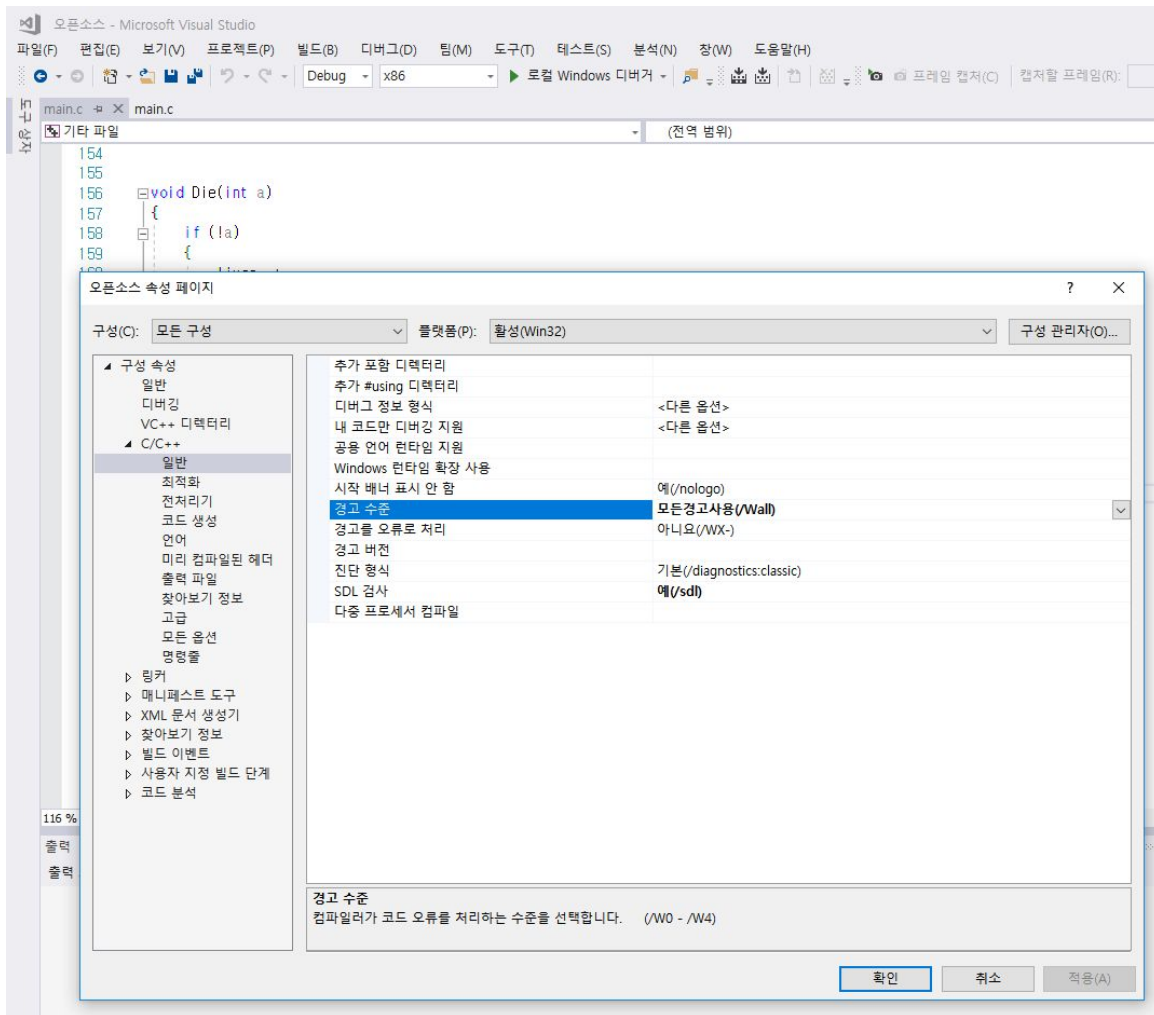 오픈소스 - Microsoft Visual Studio
파일(F) 편집(E) 보기(V) 프로젝트(P) 빌드(B) 디버그(D) 팀(M) 도구(T) 테스트(S) 분석(N) 창(W) 도움말(H)
Debug x86 로컬 Windows 디버거 프레임 캡처(C) 캡처할 프레임(R):
도구 상자
main.c main.c
기타 파일 (전역 범위)
154
155
156 void Die(int a)
157 {
158 if (!a)
159 {
오픈소스 속성 페이지 ?
구성(C): 모든 구성 플랫폼(P): 활성(Win32) 구성 관리자(O)...
구성 속성
일반
디버깅
VC++ 디렉터리
C/C++
일반
최적화
전처리기
코드 생성
언어
미리 컴파일된 헤더
출력 파일
찾아보기 정보
고급
모든 옵션
명령줄
링커
매니페스트 도구
XML 문서 생성기
찾아보기 정보
빌드 이벤트
사용자 지정 빌드 단계
코드 분석
추가 포함 디렉터리
추가 #using 디렉터리
디버그 정보 형식 <다른 옵션>
내 코드만 디버깅 지원 <다른 옵션>
공용 언어 런타임 지원
Windows 런타임 확장 사용
시작 배너 표시 안 함 예(/nologo)
경고 수준 모든경고사용(/Wall)
경고를 오류로 처리 아니요(/WX-)
경고 버전
진단 형식 기본(/diagnostics:classic)
SDL 검사 예(/sdl)
다중 프로세서 컴파일
116 %
출력
출력
경고 수준
컴파일러가 코드 오류를 처리하는 수준을 선택합니다. (/W0 - /W4)
확인 취소 적용(A)